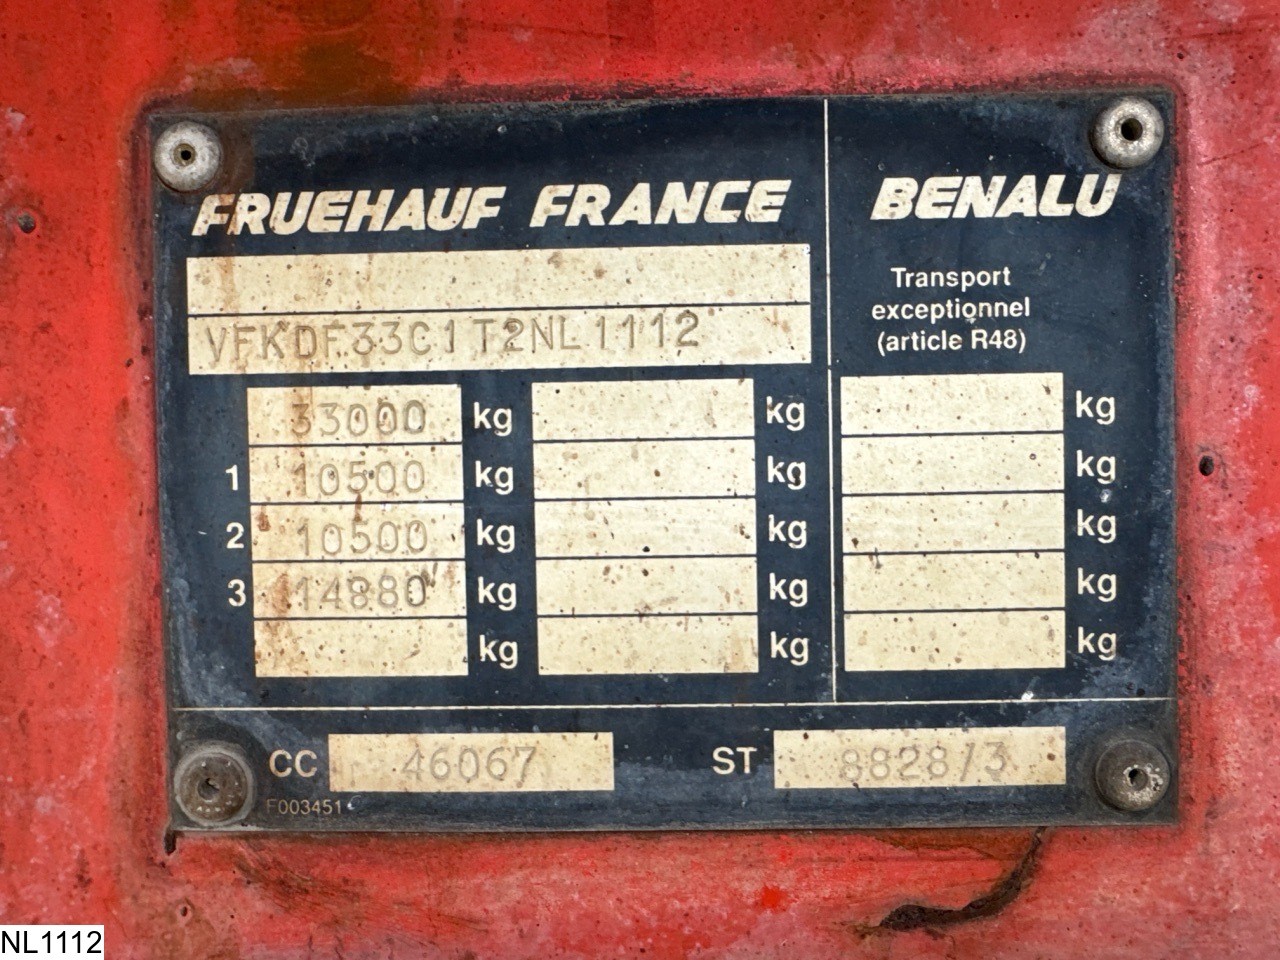 FRUEHAUF FRANCE
BENALU
Transport
exceptionnel
(article R48)
VFKDF33C1T2NL1112
33000 kg kg kg
1 10500 kg kg kg
2 10500 kg kg kg
3 14880 kg kg kg
kg kg kg
CC 46067 ST 8828/3
F003451
NL1112